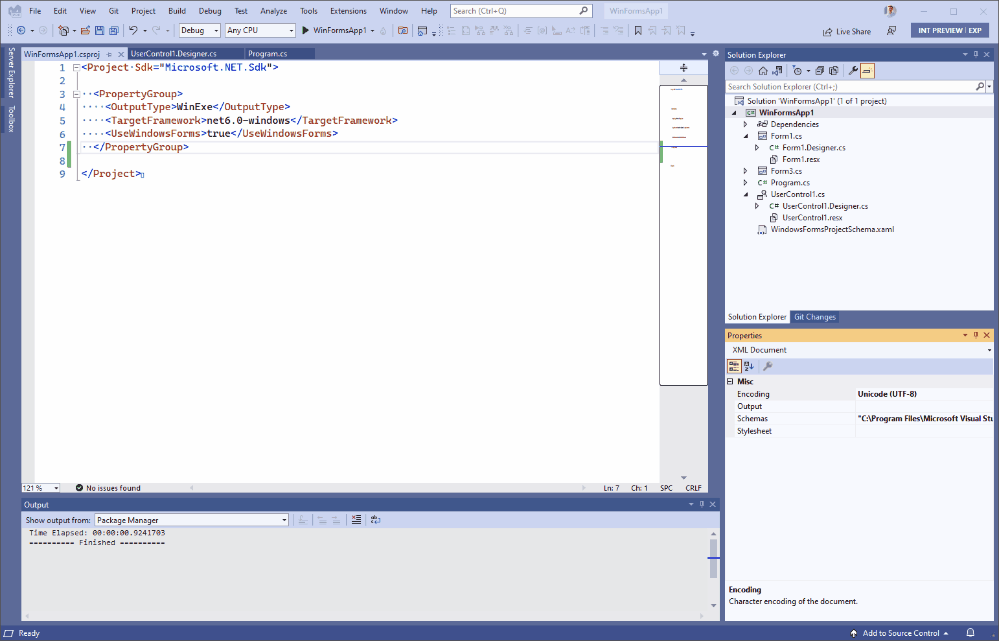 File Edit View Git Project Build Debug Test Analyze Tools Extensions Window Help Search (Ctrl+Q) WinFormsApp1
Debug Any CPU WinFormsApp1 Live Share INT PREVIEW | EXP
Server Explorer
Toolbox
WinFormsApp1.csproj UserControl1.Designer.cs Program.cs
1 <Project Sdk="Microsoft.NET.Sdk">
2
3 <PropertyGroup>
4 <OutputType>WinExe</OutputType>
5 <TargetFramework>net6.0-windows</TargetFramework>
6 <UseWindowsForms>true</UseWindowsForms>
7 </PropertyGroup>
8
9 </Project>
121 % No issues found Ln: 7 Ch: 1 SPC CRLF
Output
Show output from: Package Manager
Time Elapsed: 00:00:00.9241703
========== Finished ==========
Solution Explorer
Search Solution Explorer (Ctrl+;)
Solution 'WinFormsApp1' (1 of 1 project)
WinFormsApp1
Dependencies
Form1.cs
C# Form1.Designer.cs
Form1.resx
Form3.cs
C# Program.cs
UserControl1.cs
C# UserControl1.Designer.cs
UserControl1.resx
WindowsFormsProjectSchema.xaml
Solution Explorer Git Changes
Properties
XML Document
Misc
Encoding Unicode (UTF-8)
Output
Schemas "C:\Program Files\Microsoft Visual Stu
Stylesheet
Encoding
Character encoding of the document.
Ready Add to Source Control